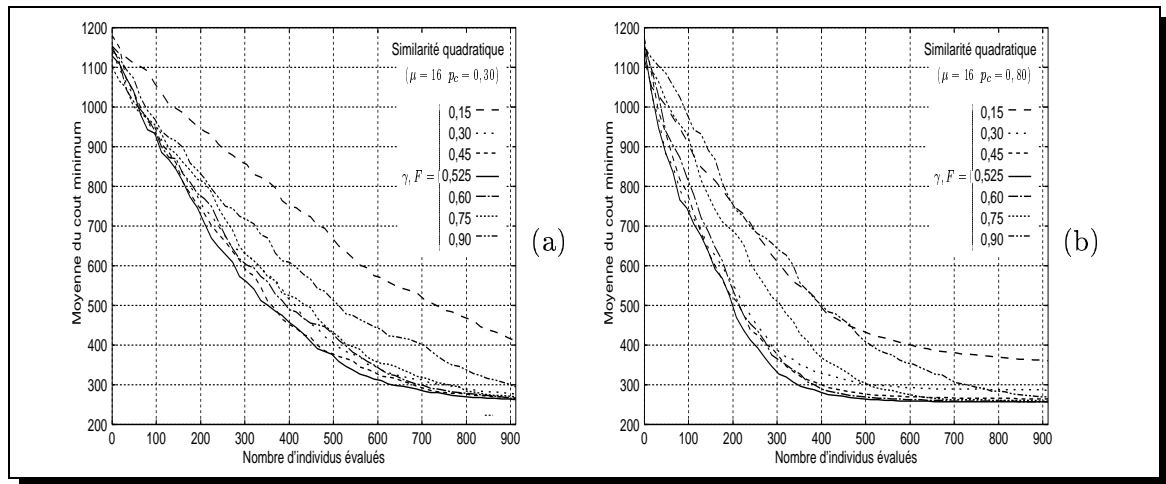 1200
1100
1000
900
800
700
600
500
400
300
200
Moyenne du cout minimum
0 100 200 300 400 500 600 700 800 900
Nombre d'individus évalués
Similarité quadratique
(μ = 16 p_c = 0,30)
0,15
0,30
0,45
γ, F = 0,525
0,60
0,75
0,90
(a)
1200
1100
1000
900
800
700
600
500
400
300
200
Moyenne du cout minimum
0 100 200 300 400 500 600 700 800 900
Nombre d'individus évalués
Similarité quadratique
(μ = 16 p_c = 0,80)
0,15
0,30
0,45
γ, F = 0,525
0,60
0,75
0,90
(b)